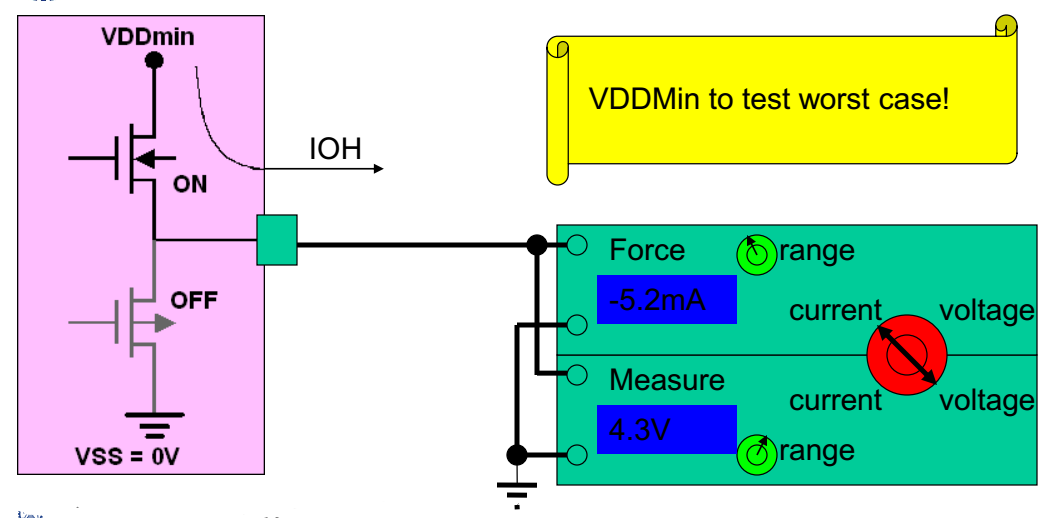 VDDmin
VDDMin to test worst case!
IOH
ON
OFF
VSS = 0V
Force
range
-5.2mA
current
voltage
Measure
current
voltage
4.3V
range